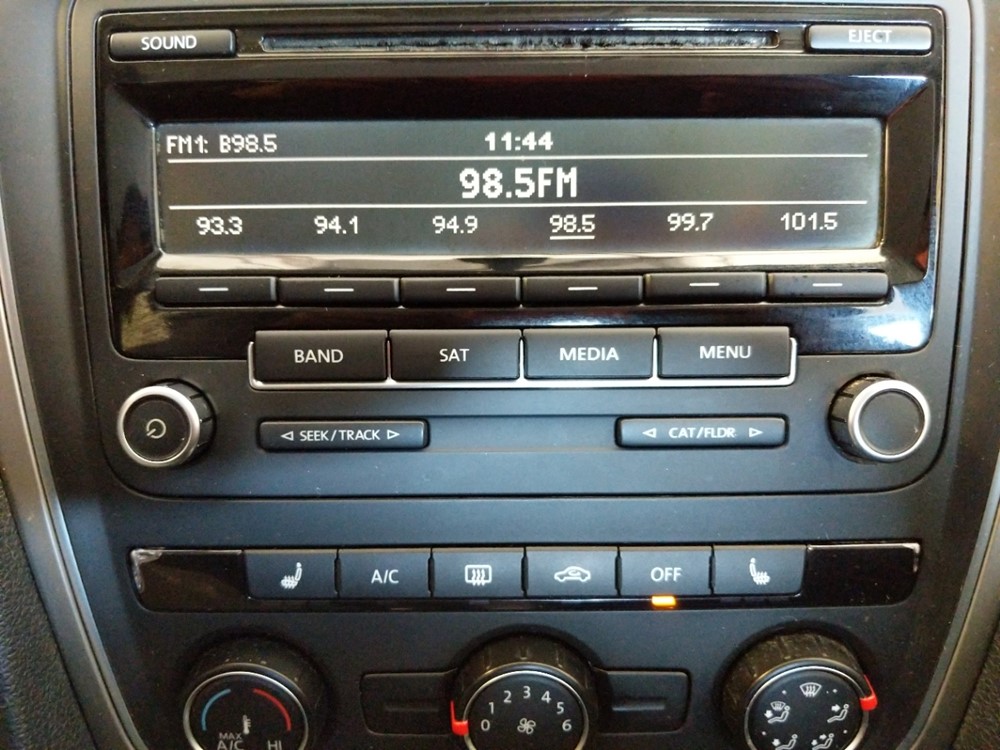 SOUND EJECT
FM1: B98.5 11:44
98.5FM
93.3 94.1 94.9 98.5 99.7 101.5
BAND SAT MEDIA MENU
SEEK/TRACK CAT/FLDR
A/C OFF
0 1 2 3 4 5 6
MAX
A/C HI